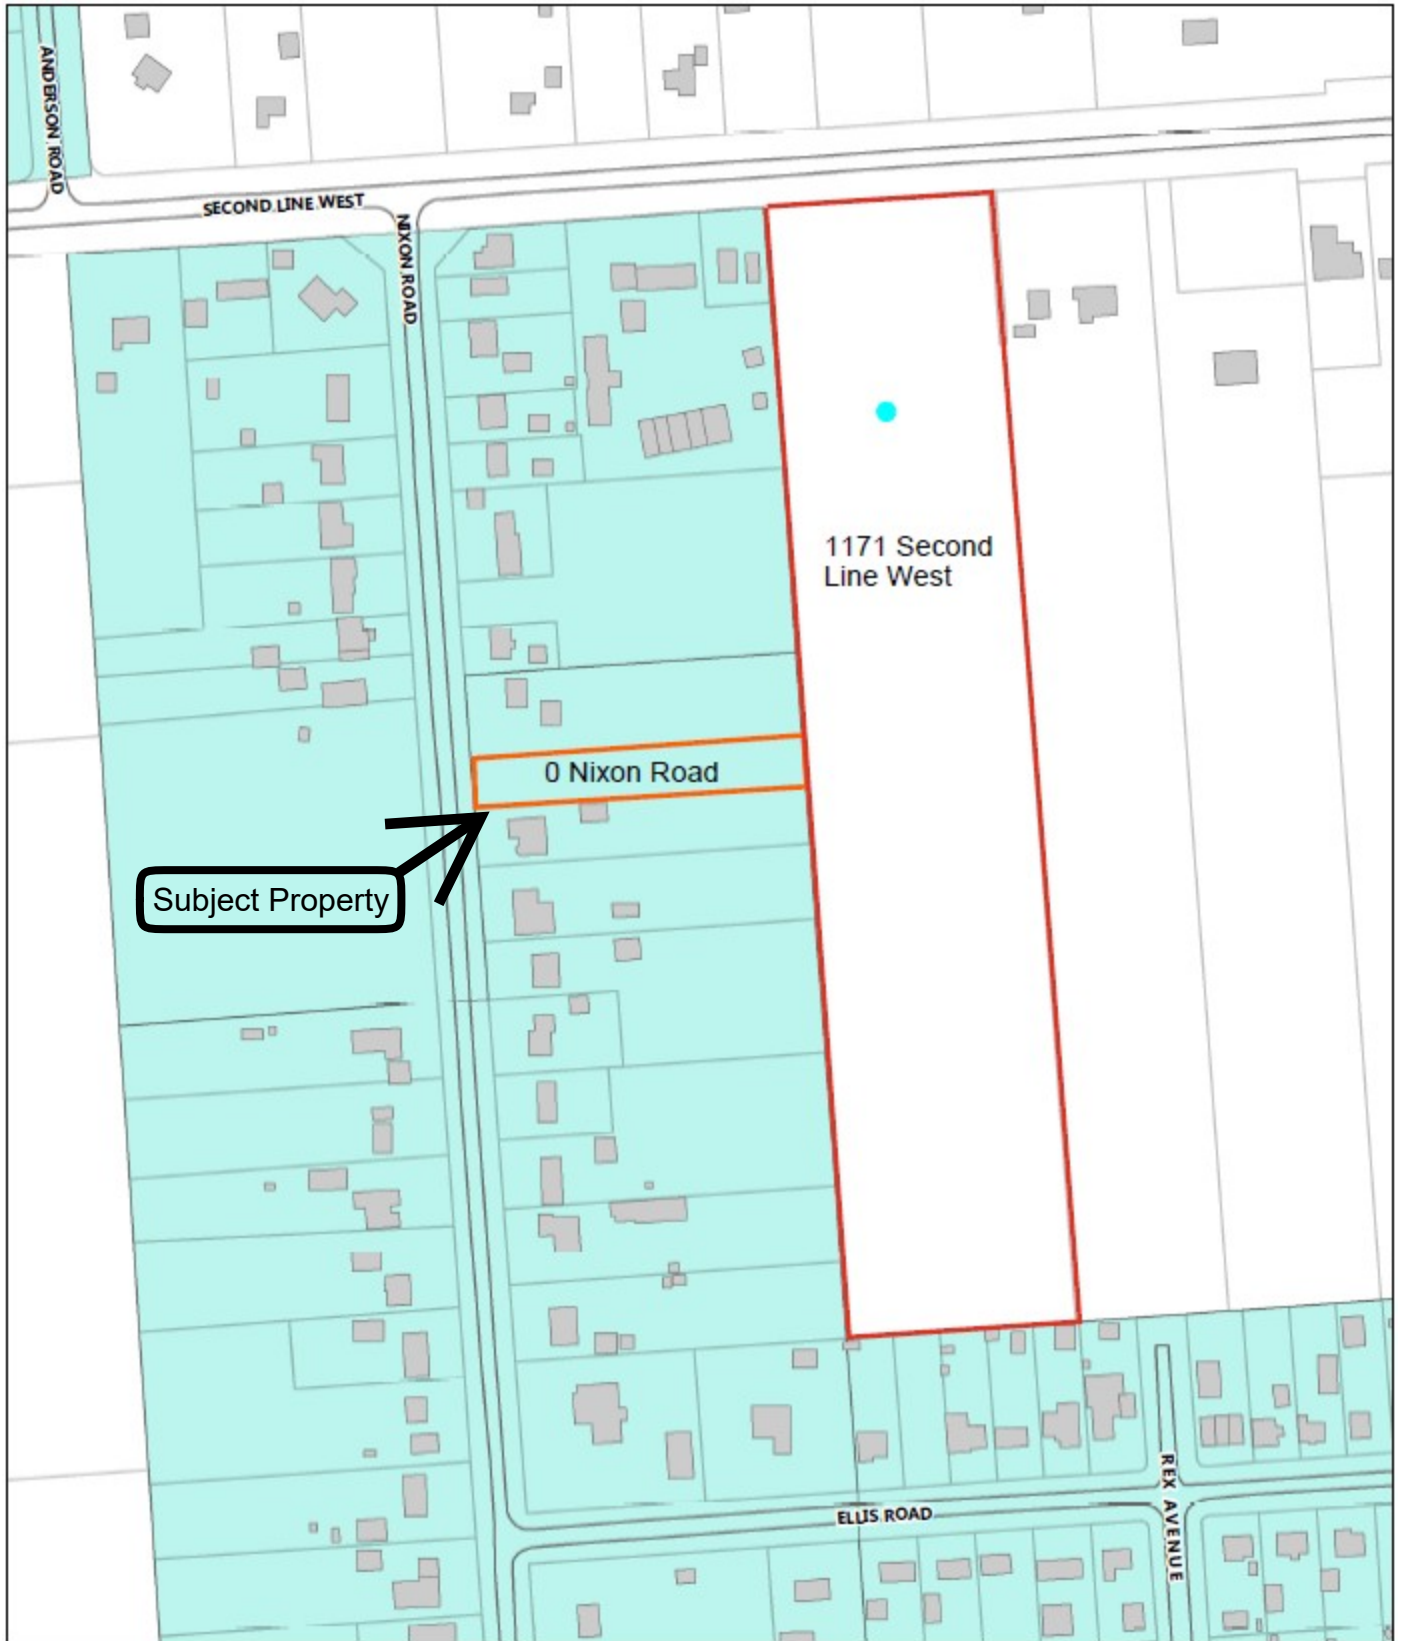 ANDERSON ROAD
SECOND LINE WEST
NIXON ROAD
1171 Second
Line West
0 Nixon Road
Subject Property
REX AVENUE
ELLIS ROAD